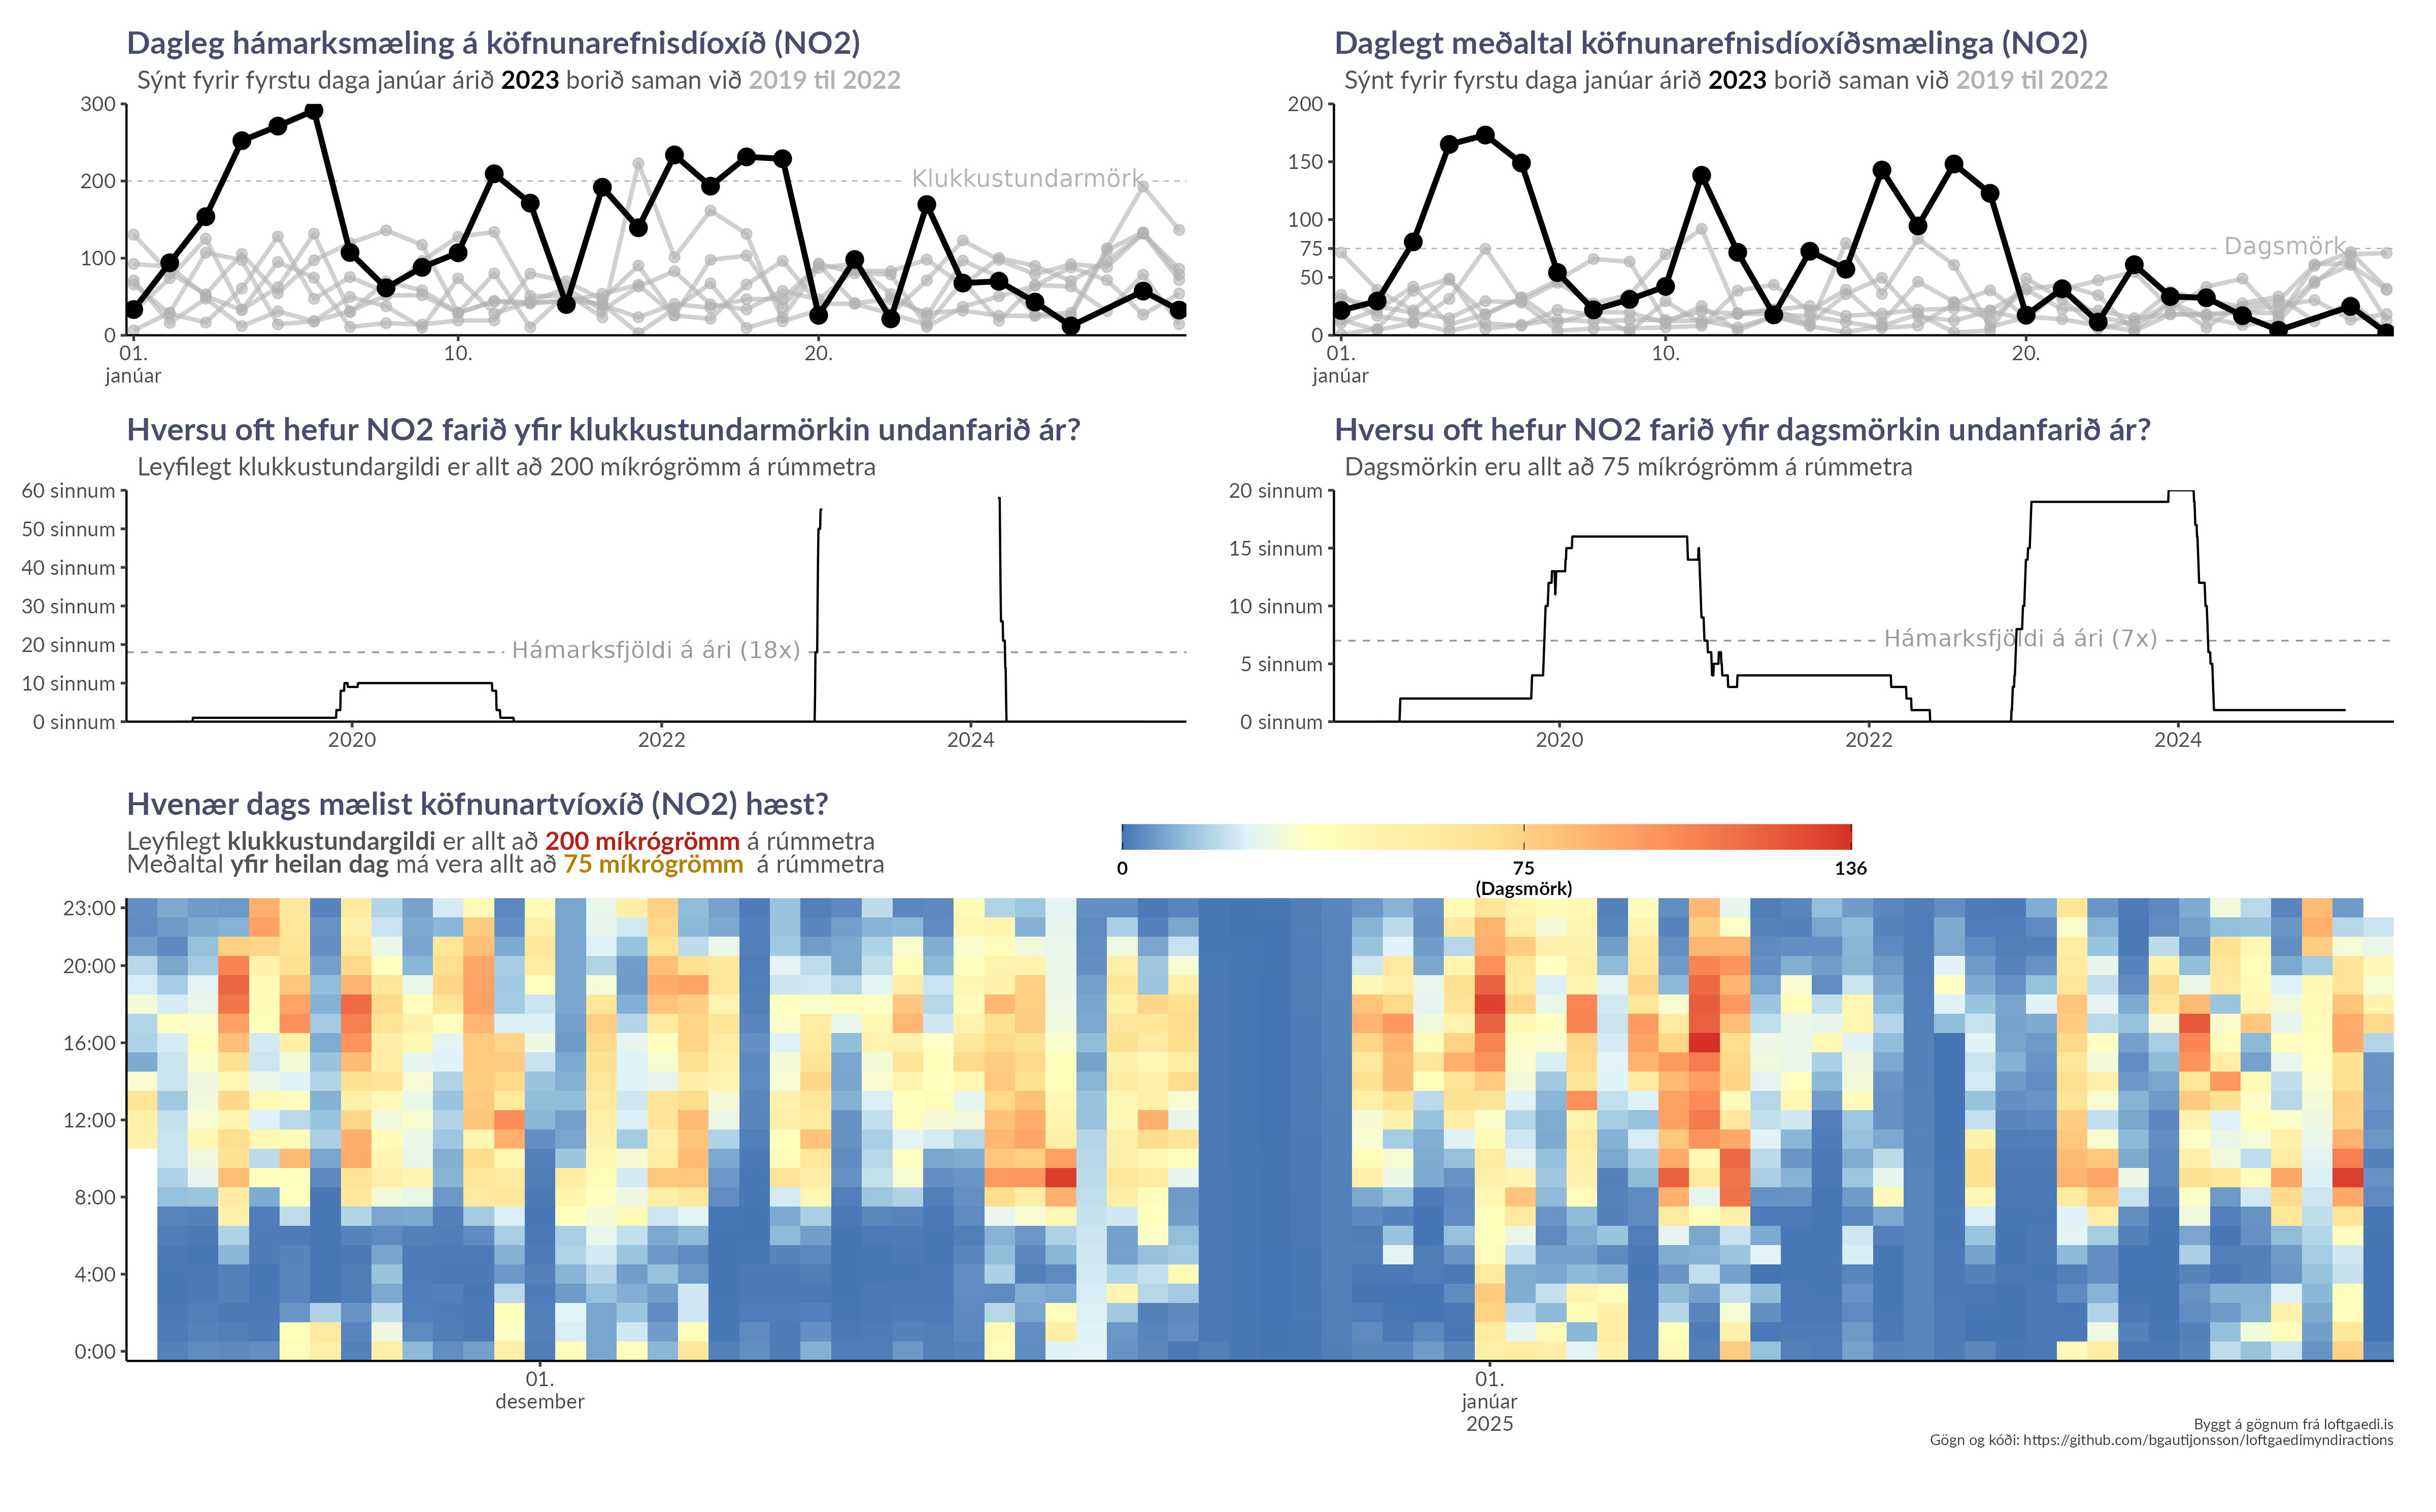 Dagleg hámarksmæling á köfnunarefnisdíoxíð (NO2)
Sýnt fyrir fyrstu daga janúar árið 2023 borið saman við 2019 til 2022
300
200
100
0
Klukkustundarmörk
01.
janúar
10.
20.
Daglegt meðaltal köfnunarefnisdíoxíðsmælinga (NO2)
Sýnt fyrir fyrstu daga janúar árið 2023 borið saman við 2019 til 2022
200
150
100
75
50
0
Dagsmörk
01.
janúar
10.
20.
Hversu oft hefur NO2 farið yfir klukkustundarmörkin undanfarið ár?
Leyfilegt klukkustundargildi er allt að 200 míkrógrömm á rúmmetra
60 sinnum
50 sinnum
40 sinnum
30 sinnum
20 sinnum
10 sinnum
0 sinnum
Hámarksfjöldi á ári (18x)
2020
2022
2024
Hversu oft hefur NO2 farið yfir dagsmörkin undanfarið ár?
Dagsmörkin eru allt að 75 míkrógrömm á rúmmetra
20 sinnum
15 sinnum
10 sinnum
5 sinnum
0 sinnum
Hámarksfjöldi á ári (7x)
2020
2022
2024
Hvenær dags mælist köfnunartvíoxíð (NO2) hæst?
Leyfilegt klukkustundargildi er allt að 200 míkrógrömm á rúmmetra
Meðaltal yfir heilan dag má vera allt að 75 míkrógrömm á rúmmetra
0
75
(Dagsmörk)
136
23:00
20:00
16:00
12:00
8:00
4:00
0:00
01.
desember
01.
janúar
2025
Byggt á gögnum frá loftgaedi.is
Gögn og kóði: https://github.com/bgautijonsson/loftgaedimyndiractions